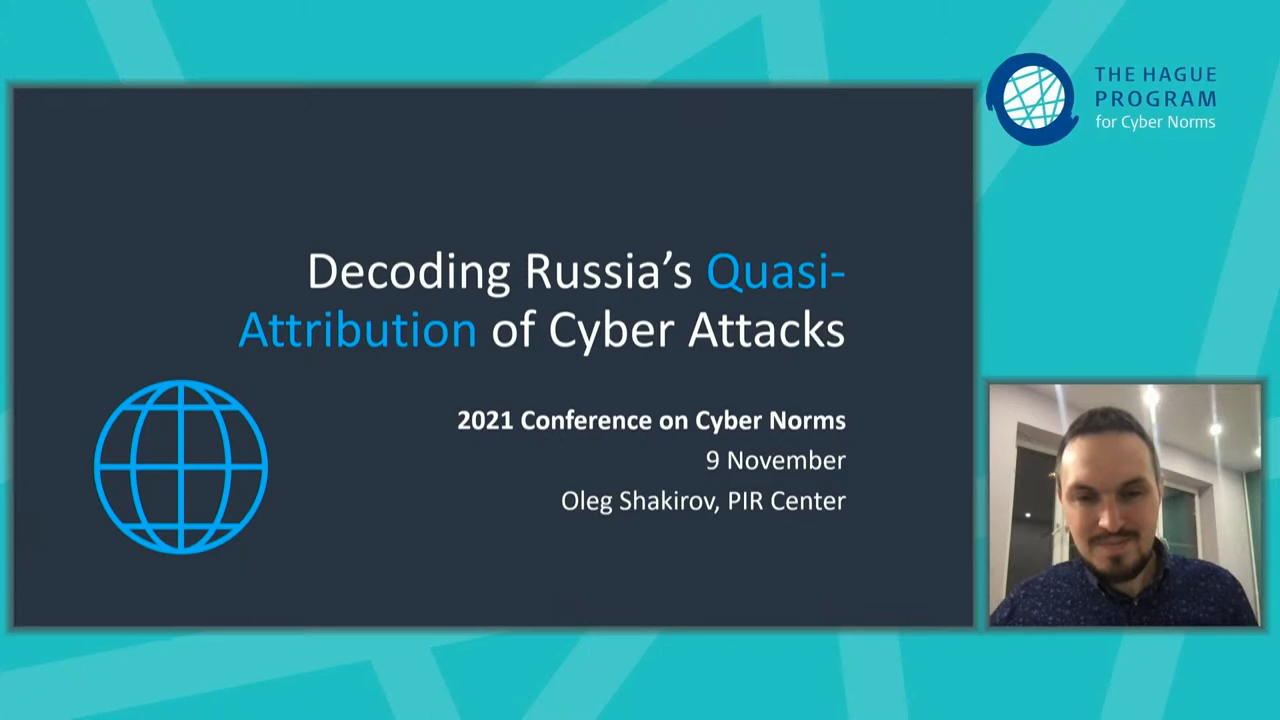 THE HAGUE
PROGRAM
for Cyber Norms
Decoding Russia’s Quasi-
Attribution of Cyber Attacks
2021 Conference on Cyber Norms
9 November
Oleg Shakirov, PIR Center